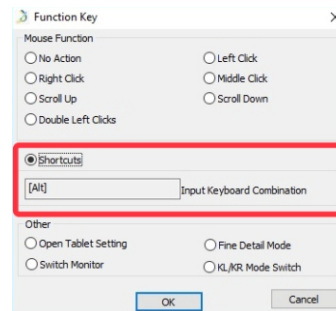 Function Key
Mouse Function
No Action
Left Click
Right Click
Middle Click
Scroll Up
Scroll Down
Double Left Clicks
Shortcuts
[Alt]
Input Keyboard Combination
Other
Open Tablet Setting
Fine Detail Mode
Switch Monitor
KL/KR Mode Switch
OK
Cancel